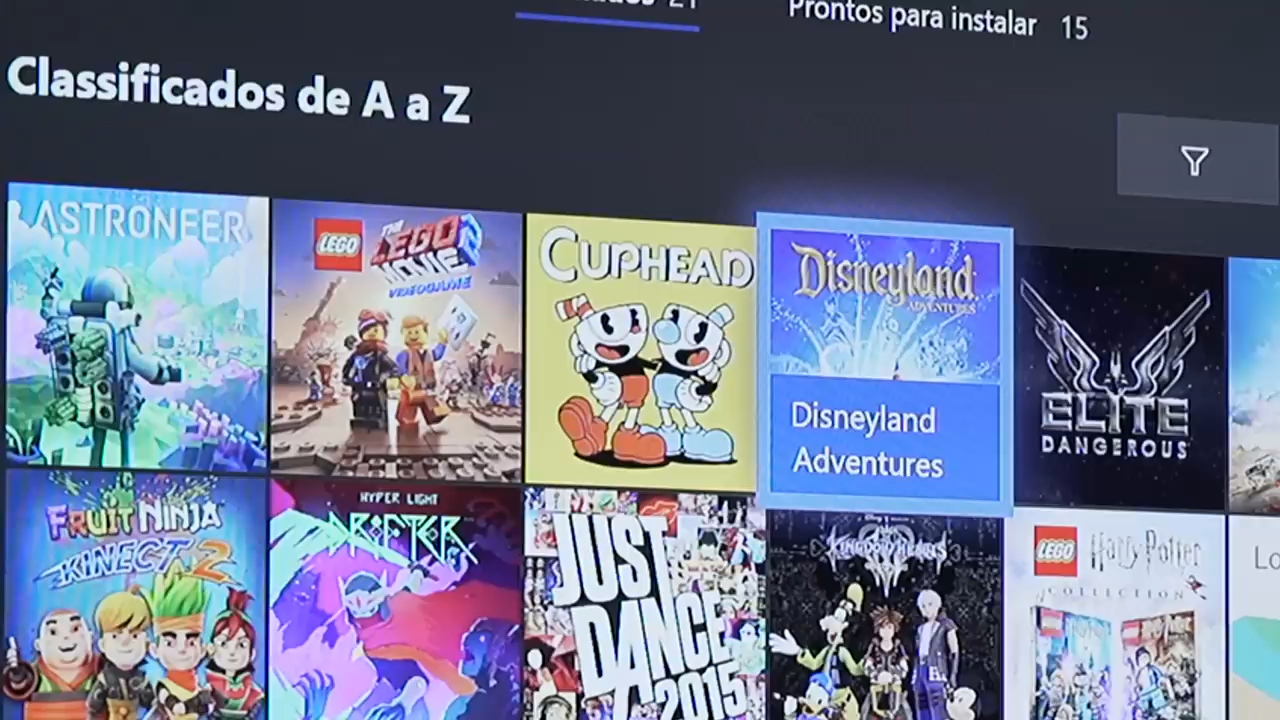 21
Prontos para instalar 15
Classificados de A a Z
ASTRONEER
LEGO
THE
LEGO
MOVIE 2
VIDEOGAME
CUPHEAD
Disneyland
ADVENTURES
Disneyland
Adventures
ELITE
DANGEROUS
FRUIT NINJA
KINECT 2
HYPER LIGHT
DRIFTER
JUST
DANCE
2015
KINGDOM HEARTS
LEGO
Harry Potter
COLLECTION